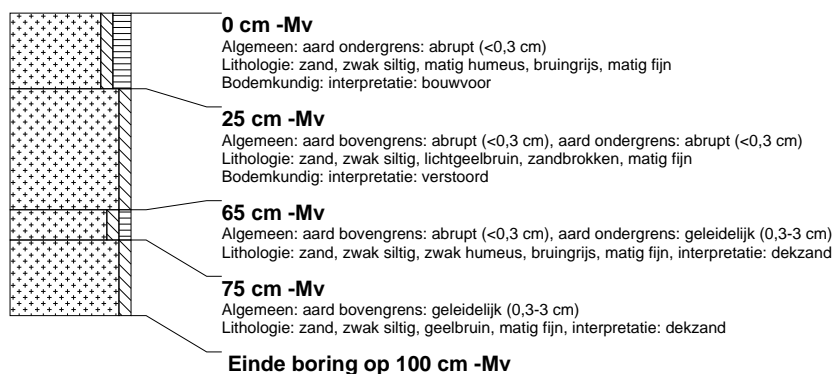 0 cm -Mv
Algemeen: aard ondergrens: abrupt (<0,3 cm)
Lithologie: zand, zwak siltig, matig humeus, bruingrijs, matig fijn
Bodemkundig: interpretatie: bouwvoor
25 cm -Mv
Algemeen: aard bovengrens: abrupt (<0,3 cm), aard ondergrens: abrupt (<0,3 cm)
Lithologie: zand, zwak siltig, lichtgeelbruin, zandbrokken, matig fijn
Bodemkundig: interpretatie: verstoord
65 cm -Mv
Algemeen: aard bovengrens: abrupt (<0,3 cm), aard ondergrens: geleidelijk (0,3-3 cm)
Lithologie: zand, zwak siltig, zwak humeus, bruingrijs, matig fijn, interpretatie: dekzand
75 cm -Mv
Algemeen: aard bovengrens: geleidelijk (0,3-3 cm)
Lithologie: zand, zwak siltig, geelbruin, matig fijn, interpretatie: dekzand
Einde boring op 100 cm -Mv